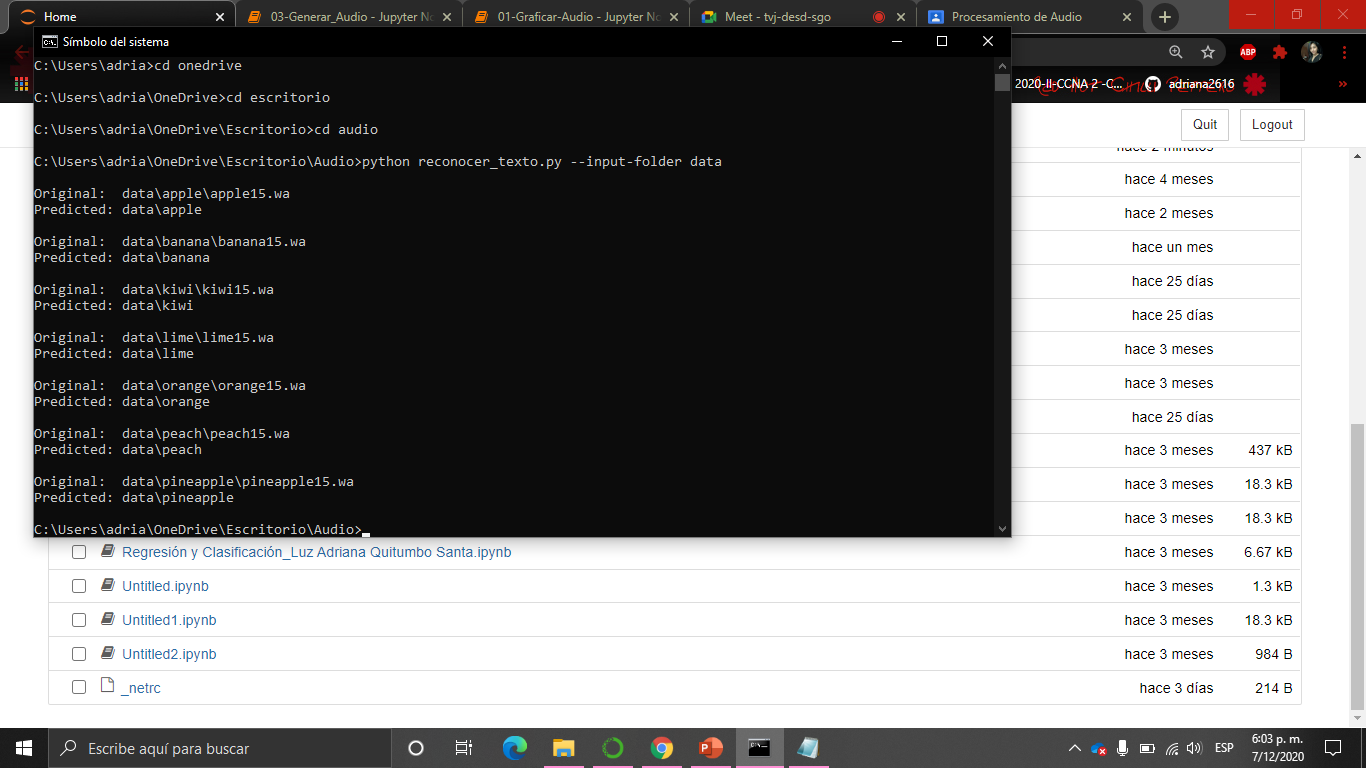 Home
03-Generar_Audio - Jupyter No
01-Graficar-Audio - Jupyter No
Meet - tvj-desd-sgo
Procesamiento de Audio
Símbolo del sistema
ABP
2020-II-CCNA 2 -C...
adriana2616
Quit
Logout
C:\Users\adria>cd onedrive
C:\Users\adria\OneDrive>cd escritorio
C:\Users\adria\OneDrive\Escritorio>cd audio
C:\Users\adria\OneDrive\Escritorio\Audio>python reconocer_texto.py --input-folder data
Original:  data\apple\apple15.wa
Predicted: data\apple
Original:  data\banana\banana15.wa
Predicted: data\banana
Original:  data\kiwi\kiwi15.wa
Predicted: data\kiwi
Original:  data\lime\lime15.wa
Predicted: data\lime
Original:  data\orange\orange15.wa
Predicted: data\orange
Original:  data\peach\peach15.wa
Predicted: data\peach
Original:  data\pineapple\pineapple15.wa
Predicted: data\pineapple
C:\Users\adria\OneDrive\Escritorio\Audio>
hace 2 minutos
hace 4 meses
hace 2 meses
hace un mes
hace 25 días
hace 25 días
hace 3 meses
hace 3 meses
hace 25 días
hace 3 meses 437 kB
hace 3 meses 18.3 kB
hace 3 meses 18.3 kB
Regresión y Clasificación_Luz Adriana Quitumbo Santa.ipynb hace 3 meses 6.67 kB
Untitled.ipynb hace 3 meses 1.3 kB
Untitled1.ipynb hace 3 meses 18.3 kB
Untitled2.ipynb hace 3 meses 984 B
_netrc hace 3 días 214 B
Escribe aquí para buscar
ESP
6:03 p. m.
7/12/2020